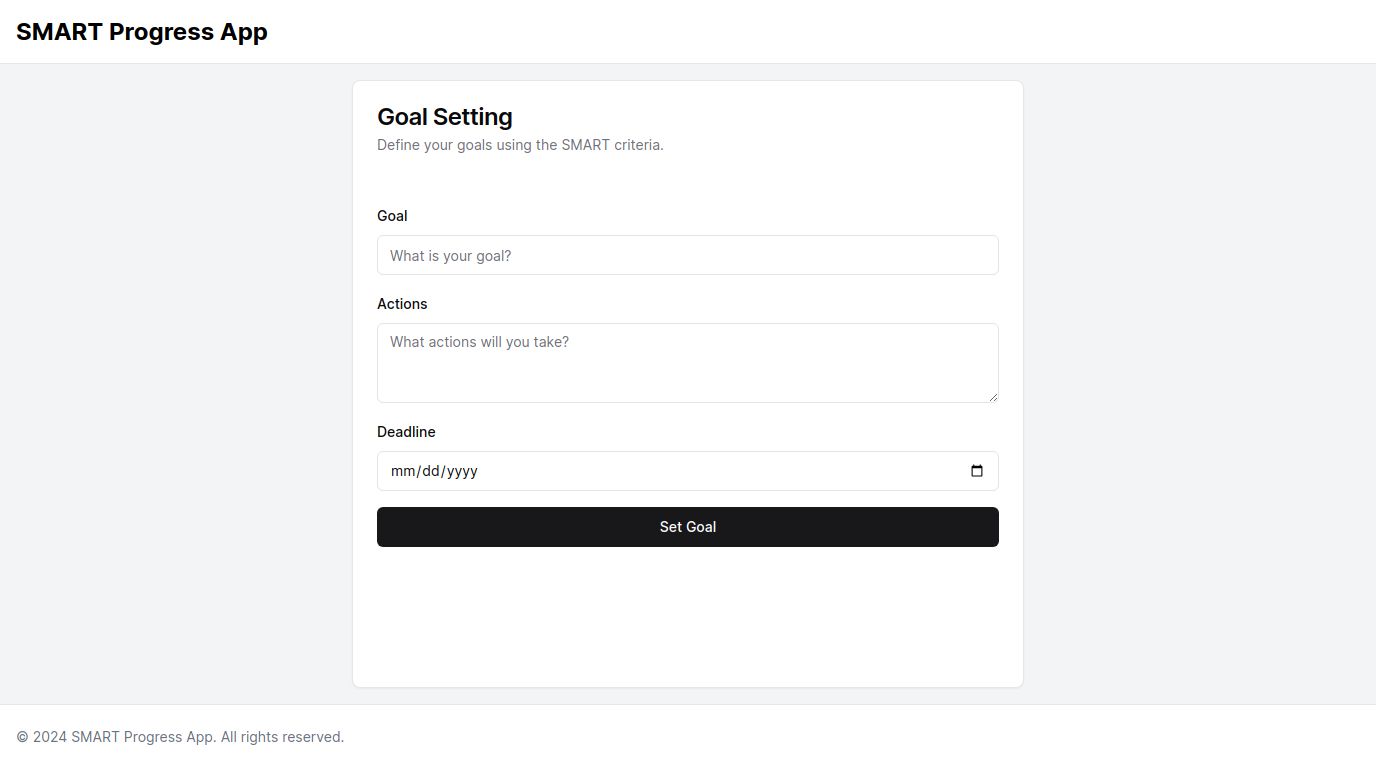 SMART Progress App
Goal Setting
Define your goals using the SMART criteria.
Goal
What is your goal?
Actions
What actions will you take?
Deadline
mm/dd/yyyy
Set Goal
© 2024 SMART Progress App. All rights reserved.